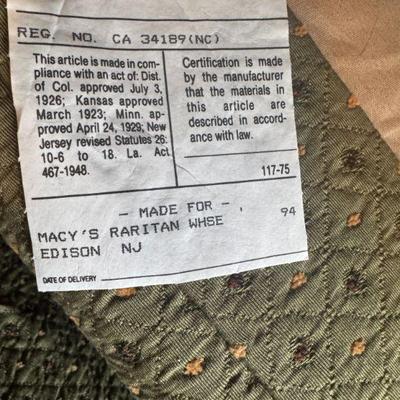 REG. NO. CA 34189(NC)
This article is made in com-
pliance with an act of: Dist.
of Col. approved July 3,
1926; Kansas approved
March 1923; Minn. ap-
proved April 24, 1929; New
Jersey revised Statutes 26:
10-6 to 18. La. Act
467-1948.
Certification is made
by the manufacturer
that the materials in
this article are
described in accord-
ance with law.
117-75
- MADE FOR -
MACY'S RARITAN WHSE 94
EDISON NJ
DATE OF DELIVERY